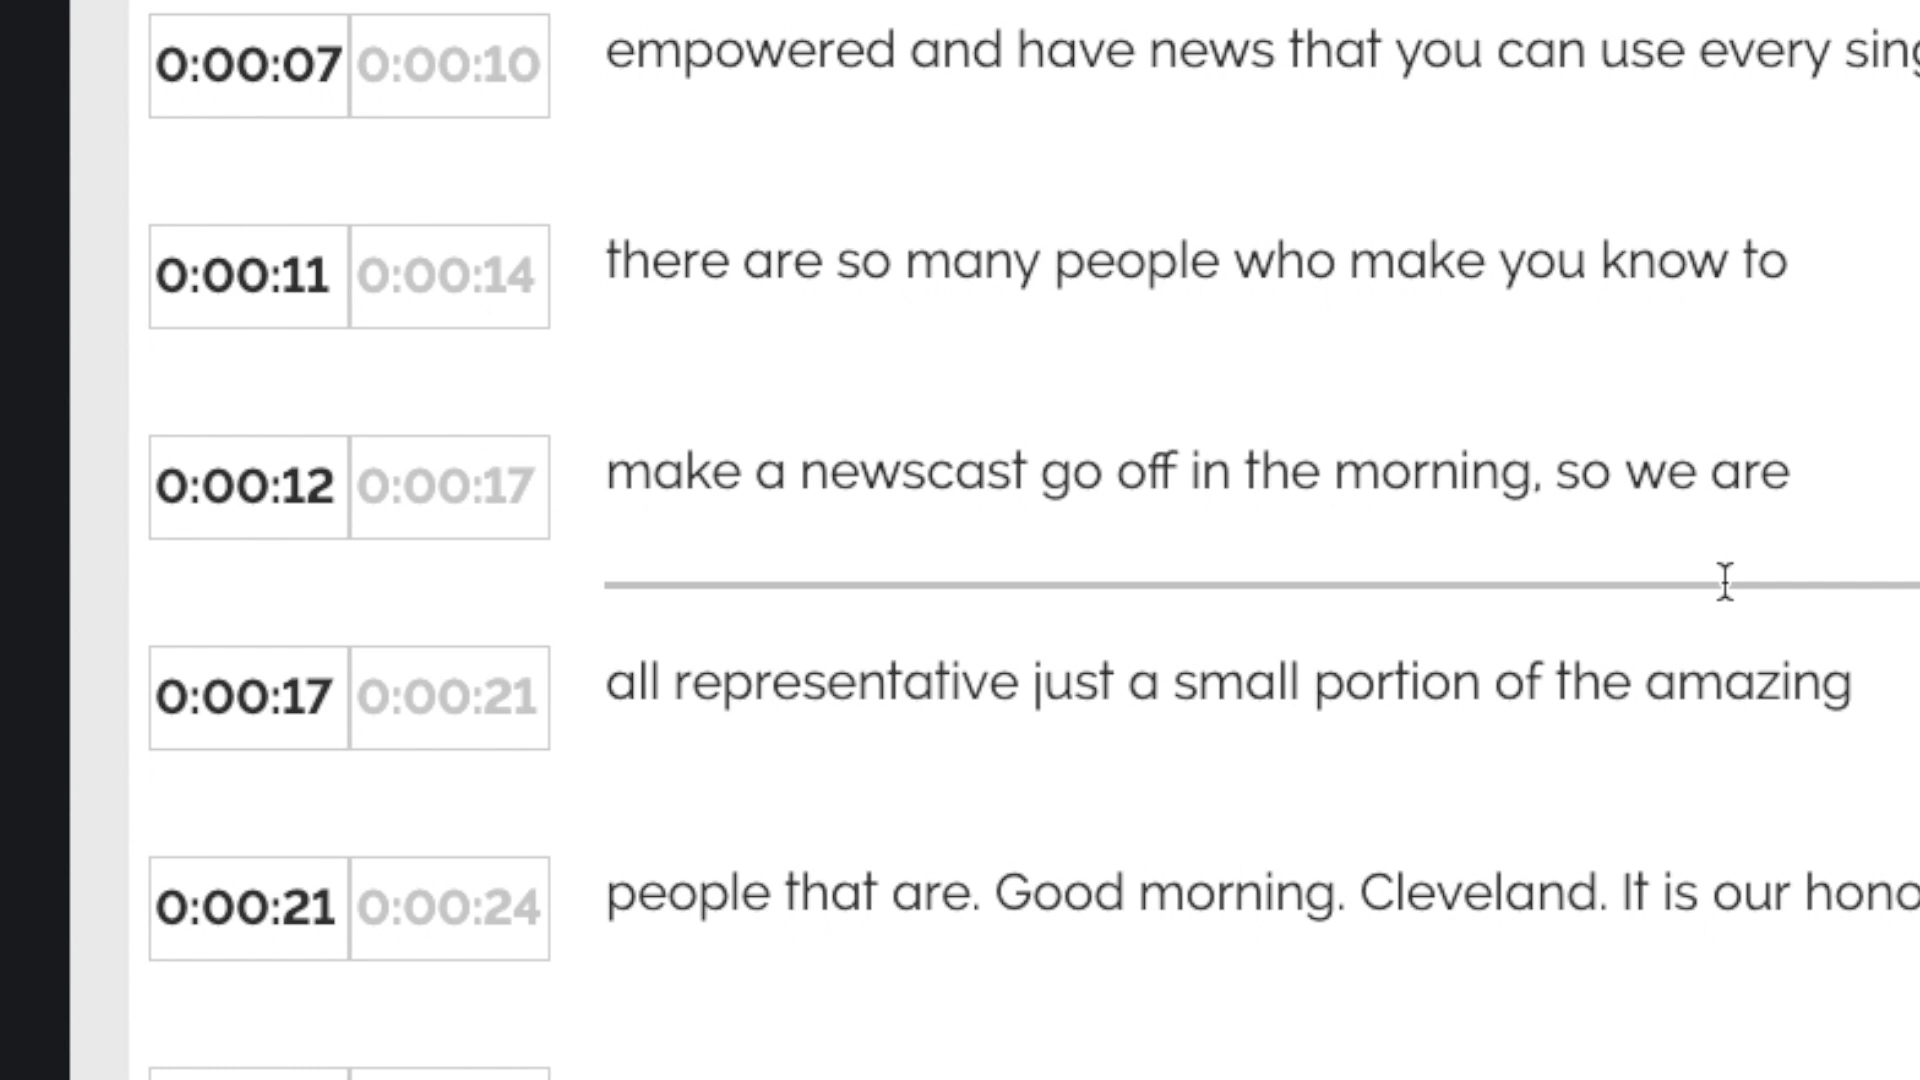 0:00:07 0:00:10 empowered and have news that you can use every
0:00:11 0:00:14 there are so many people who make you know to
0:00:12 0:00:17 make a newscast go off in the morning, so we are
0:00:17 0:00:21 all representative just a small portion of the amazing
0:00:21 0:00:24 people that are. Good morning. Cleveland. It is our